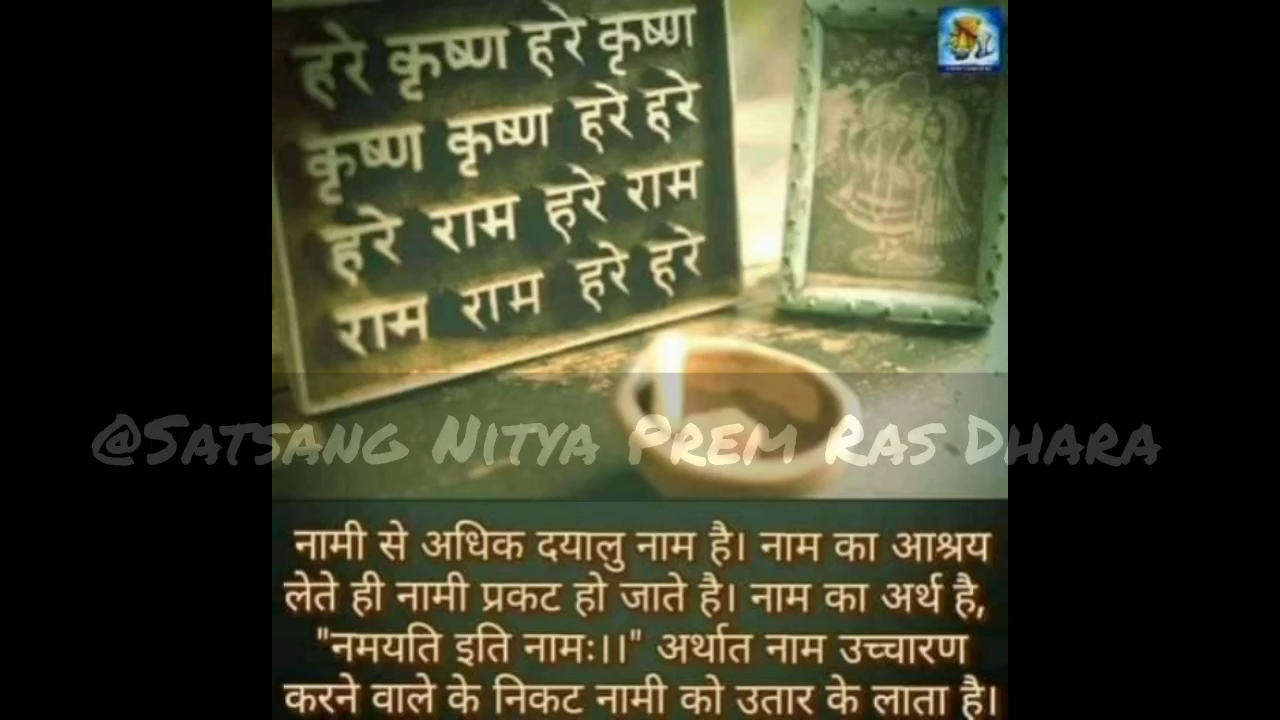 हरे कृष्ण हरे कृष्ण
कृष्ण कृष्ण हरे हरे
हरे राम हरे राम
राम राम हरे हरे
@Satsang Nitya Prem Ras Dhara
नामी से अधिक दयालु नाम है। नाम का आश्रय
लेते ही नामी प्रकट हो जाते है। नाम का अर्थ है,
"नमयति इति नामः।।" अर्थात नाम उच्चारण
करने वाले के निकट नामी को उतार के लाता है।